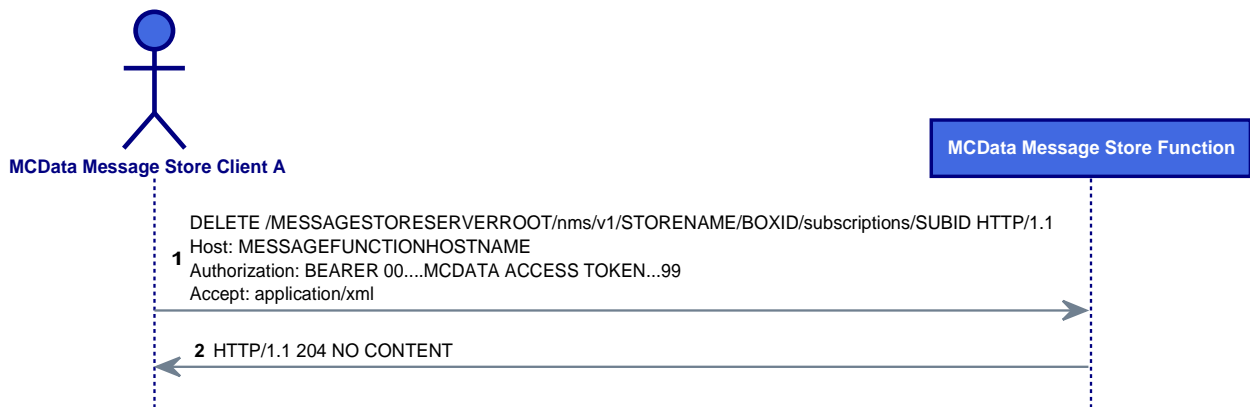 MCData Message Store Client A
MCData Message Store Function
DELETE /MESSAGESTORESERVERROOT/nms/v1/STORENAME/BOXID/subscriptions/SUBID HTTP/1.1
Host: MESSAGEFUNCTIONHOSTNAME
1
Authorization: BEARER 00....MCDATA ACCESS TOKEN...99
Accept: application/xml
2 HTTP/1.1 204 NO CONTENT